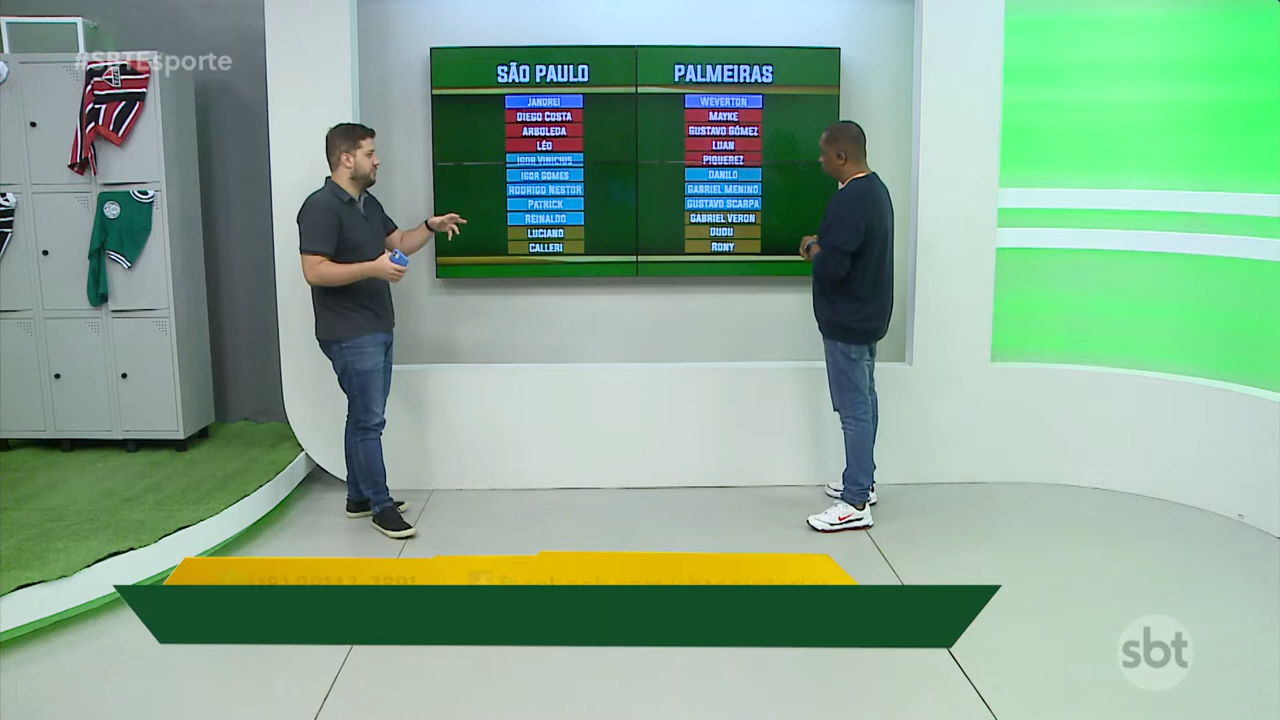 #SBTEsporte
SÃO PAULO
JANDREI
DIEGO COSTA
ARBOLEDA
LÉO
IGOR VINICIUS
IGOR GOMES
RODRIGO NESTOR
PATRICK
REINALDO
LUCIANO
CALLERI
PALMEIRAS
WEVERTON
MAYKE
GUSTAVO GÓMEZ
LUAN
PIQUEREZ
DANILO
GABRIEL MENINO
GUSTAVO SCARPA
GABRIEL VERON
DUDU
RONY
sbt